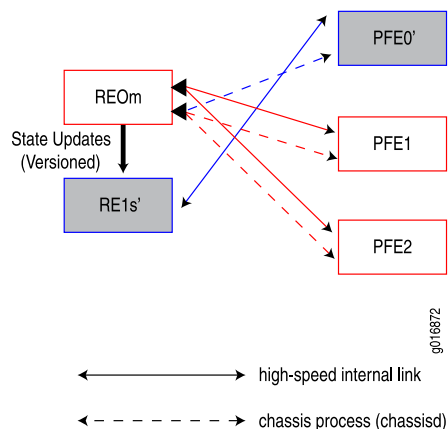 PFE0'
REOm
State Updates
(Versioned)
PFE1
RE1s'
PFE2
g016872
high-speed internal link
chassis process (chassisd)